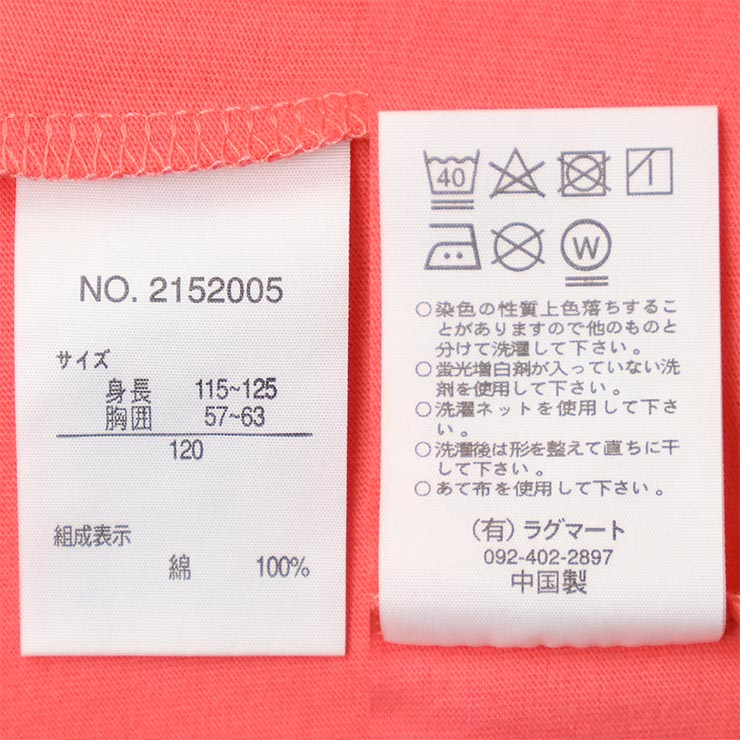 NO. 2152005
サイズ
身長 115~125
胸囲 57~63
120
組成表示
綿 100%
40
W
○染色の性質上色落ちするこ
とがありますので他のものと
分けて洗濯して下さい。
○蛍光増白剤が入っていない洗
剤を使用して下さい。
○洗濯ネットを使用して下さ
い。
○洗濯後は形を整えて直ちに干
して下さい。
○あて布を使用して下さい。
(有) ラグマート
092-402-2897
中国製